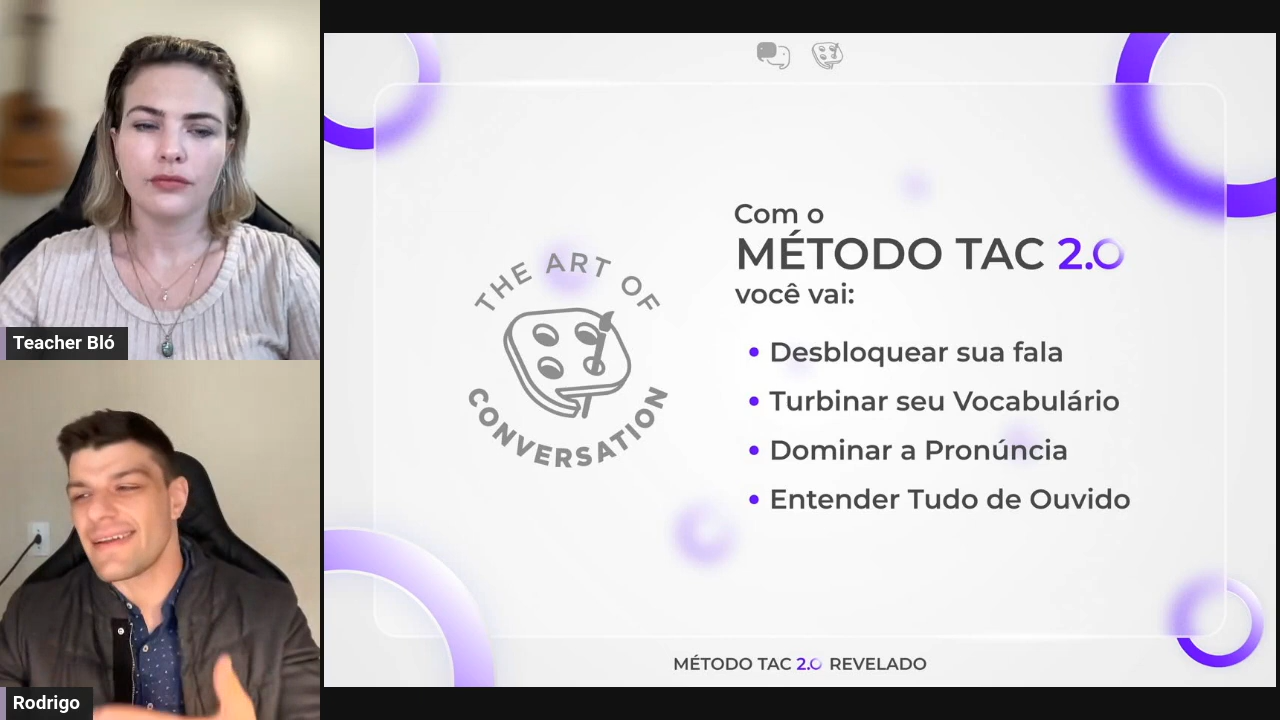 Teacher Bló
Rodrigo
THE ART OF
CONVERSATION
Com o
MÉTODO TAC 2.0
você vai:
• Desbloquear sua fala
• Turbinar seu Vocabulário
• Dominar a Pronúncia
• Entender Tudo de Ouvido
MÉTODO TAC 2.0 REVELADO